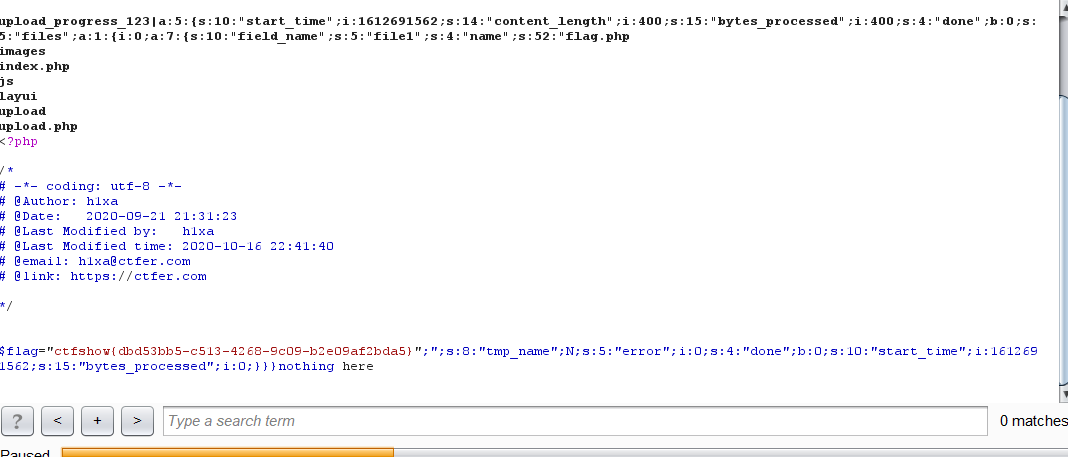 upload_progress_123|a:5:{s:10:"start_time";i:1612691562;s:14:"content_length";i:400;s:15:"bytes_processed";i:400;s:4:"done";b:0;s:
5:"files";a:1:{i:0;a:7:{s:10:"field_name";s:5:"file1";s:4:"name";s:52:"flag.php
images
index.php
js
layui
upload
upload.php
<?php
/*
# -*- coding: utf-8 -*-
# @Author: h1xa
# @Date:   2020-09-21 21:31:23
# @Last Modified by:   h1xa
# @Last Modified time: 2020-10-16 22:41:40
# @email: h1xa@ctfer.com
# @link: https://ctfer.com
*/
$flag="ctfshow{dbd53bb5-c513-4268-9c09-b2e09af2bda5}";";s:8:"tmp_name";N;s:5:"error";i:0;s:4:"done";b:0;s:10:"start_time";i:161269
1562;s:15:"bytes_processed";i:0;}}}nothing here
? < + > Type a search term 0 matches
Paused